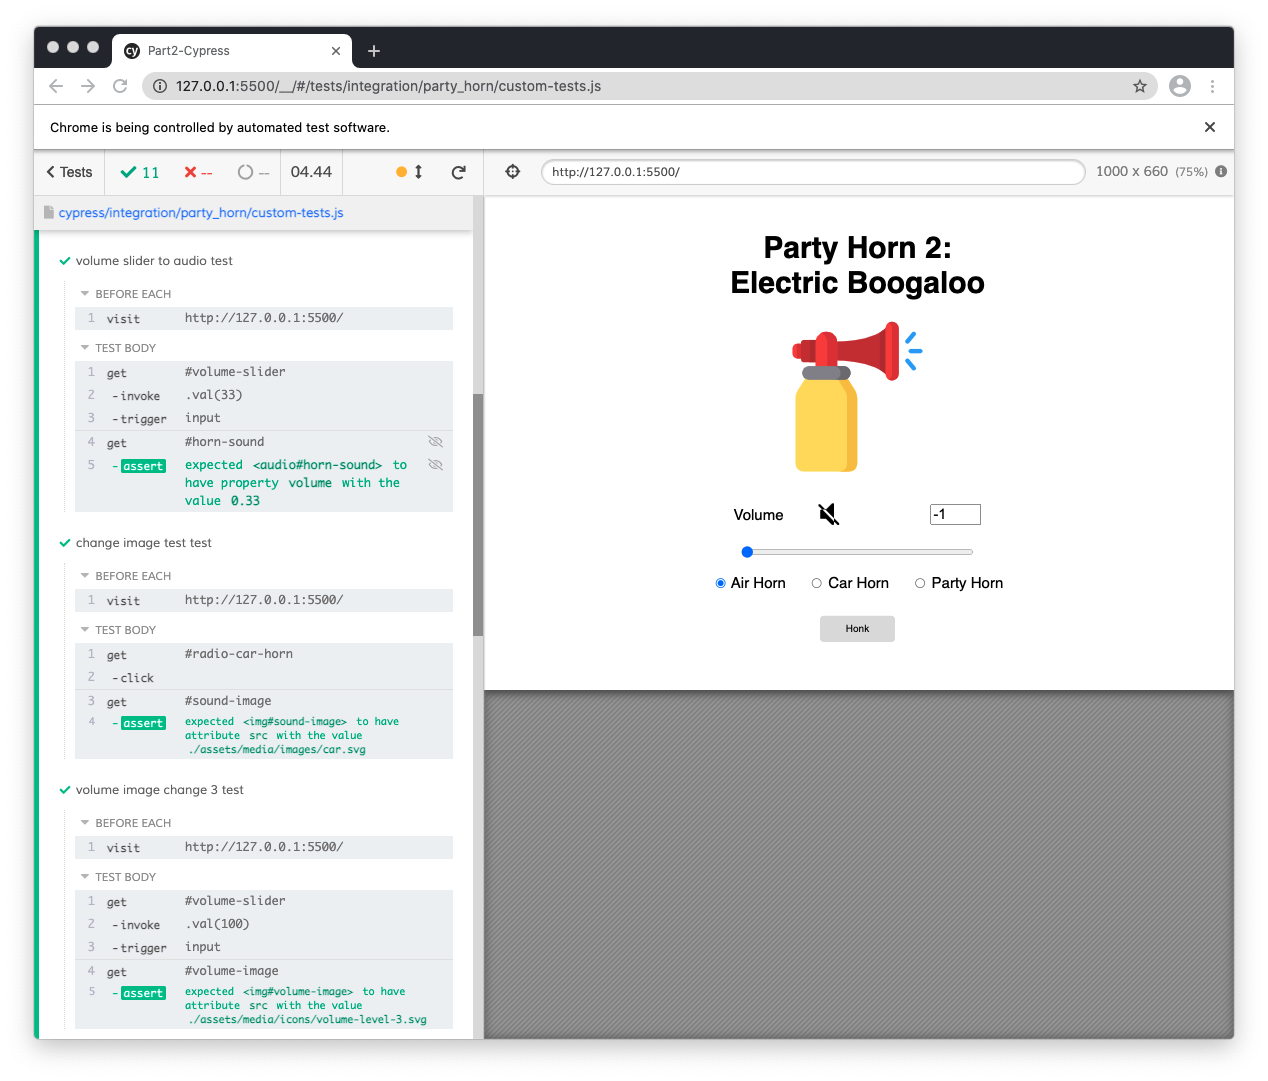 cy Part2-Cypress
127.0.0.1:5500/__/#/tests/integration/party_horn/custom-tests.js
Chrome is being controlled by automated test software.
Tests 11 -- -- 04.44
http://127.0.0.1:5500/ 1000 x 660 (75%)
cypress/integration/party_horn/custom-tests.js
volume slider to audio test
BEFORE EACH
1 visit http://127.0.0.1:5500/
TEST BODY
1 get #volume-slider
2 -invoke .val(33)
3 -trigger input
4 get #horn-sound
5 -assert expected <audio#horn-sound> to
have property volume with the
value 0.33
change image test test
BEFORE EACH
1 visit http://127.0.0.1:5500/
TEST BODY
1 get #radio-car-horn
2 -click
3 get #sound-image
4 -assert expected <img#sound-image> to have
attribute src with the value
./assets/media/images/car.svg
volume image change 3 test
BEFORE EACH
1 visit http://127.0.0.1:5500/
TEST BODY
1 get #volume-slider
2 -invoke .val(100)
3 -trigger input
4 get #volume-image
5 -assert expected <img#volume-image> to have
attribute src with the value
./assets/media/icons/volume-level-3.svg
Party Horn 2:
Electric Boogaloo
Volume -1
Air Horn Car Horn Party Horn
Honk